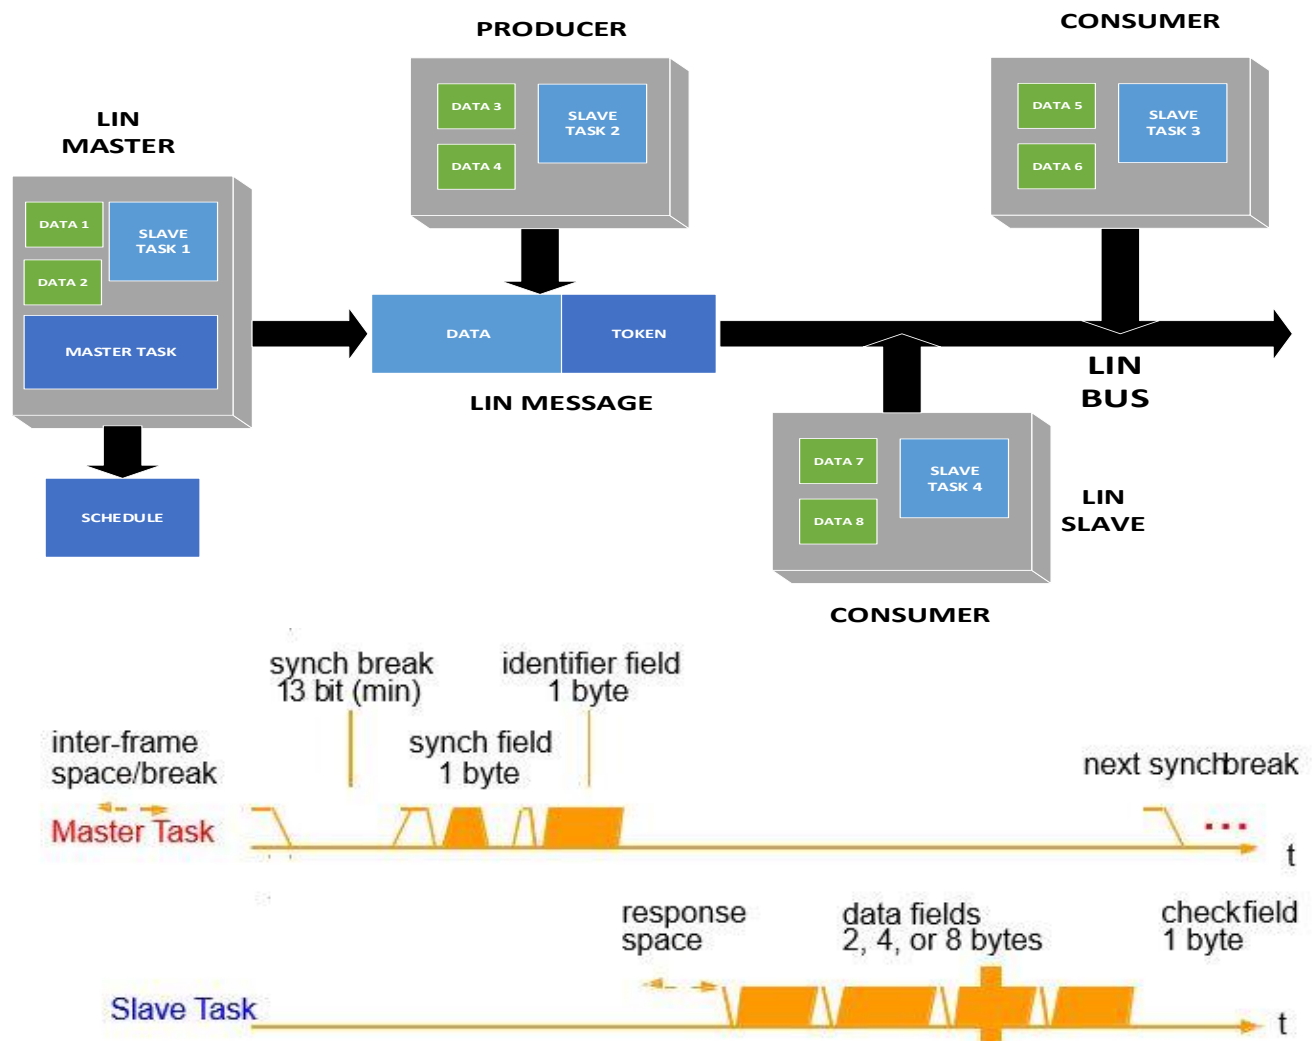 PRODUCER
CONSUMER
LIN
MASTER
DATA 3
DATA 4
SLAVE
TASK 2
DATA 5
DATA 6
SLAVE
TASK 3
DATA 1
DATA 2
SLAVE
TASK 1
MASTER TASK
DATA
TOKEN
LIN MESSAGE
LIN
BUS
SCHEDULE
DATA 7
DATA 8
SLAVE
TASK 4
LIN
SLAVE
CONSUMER
synch break
13 bit (min)
identifier field
1 byte
inter-frame
space/break
synch field
1 byte
next synchbreak
Master Task
t
response
space
data fields
2, 4, or 8 bytes
checkfield
1 byte
Slave Task
t